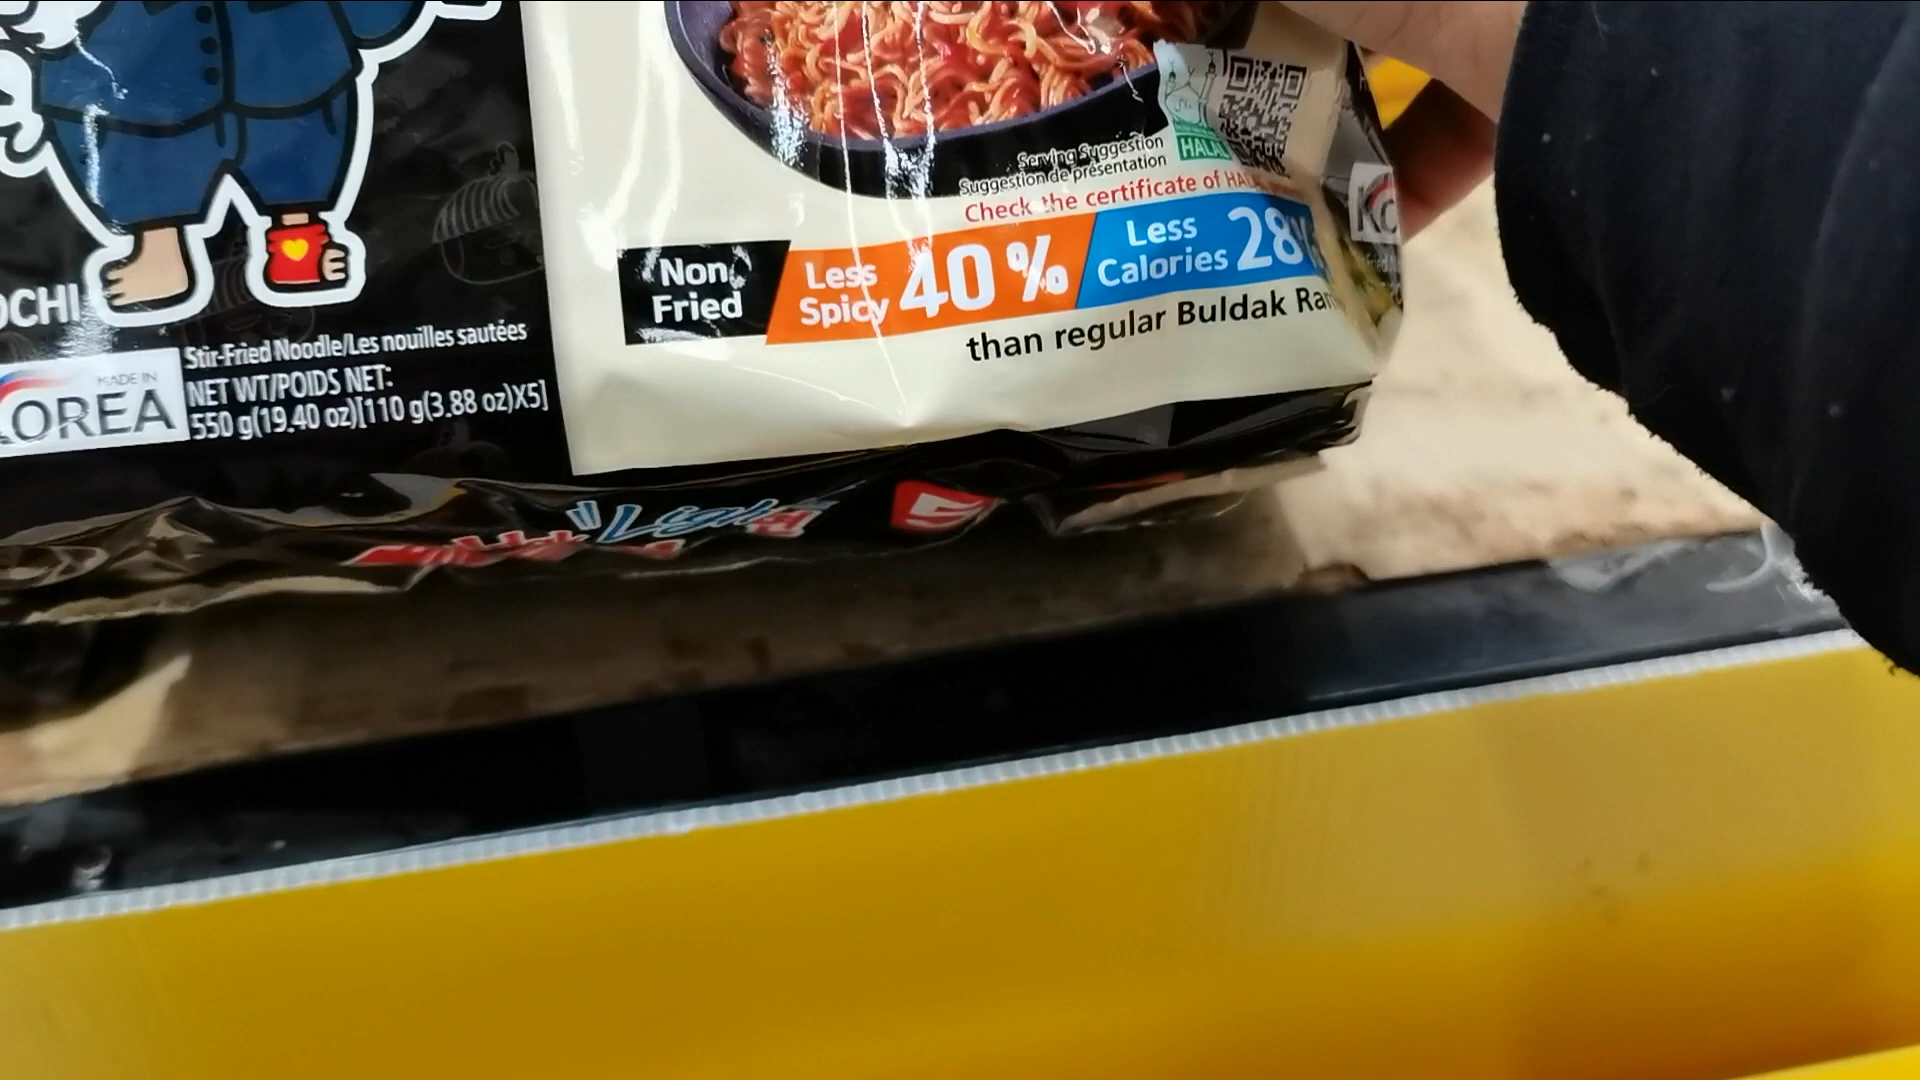 OCHI
MADE IN
OREA
Stir-Fried Noodle/Les nouilles sautées
NET WT/POIDS NET:
550 g(19.40 oz)[110 g(3.88 oz)X5]
HALAL
Serving Suggestion
Suggestion de présentation
Check the certificate of
Non
Fried
Less
Spicy 40%
Less
Calories 28%
than regular Buldak
Light